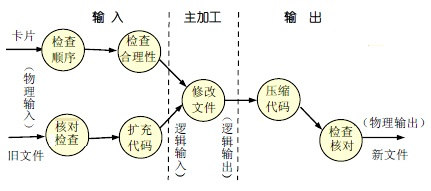 输 入
主加工
输 出
卡片
检查
顺序
检查
合理性
(物理输入)
修改
文件
压缩
代码
核对
检查
扩充
代码
(逻辑输入)
(逻辑输出)
检查
核对
(物理输出)
旧文件
新文件